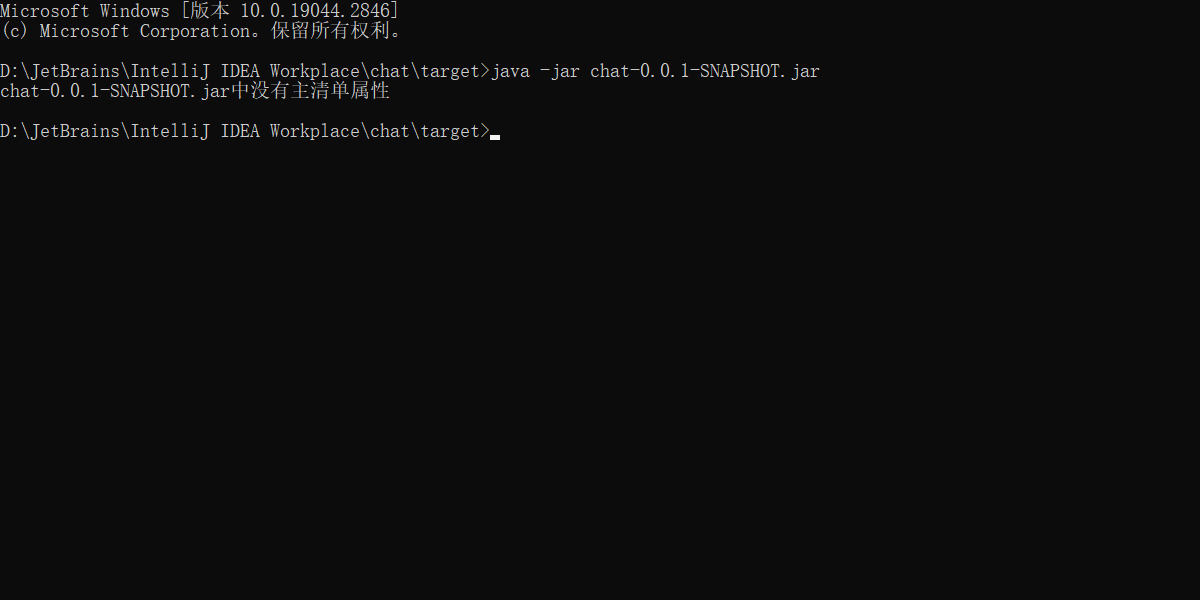 Microsoft Windows [版本 10.0.19044.2846]
(c) Microsoft Corporation。保留所有权利。
D:\JetBrains\IntelliJ IDEA Workplace\chat\target>java -jar chat-0.0.1-SNAPSHOT.jar
chat-0.0.1-SNAPSHOT.jar中没有主清单属性
D:\JetBrains\IntelliJ IDEA Workplace\chat\target>